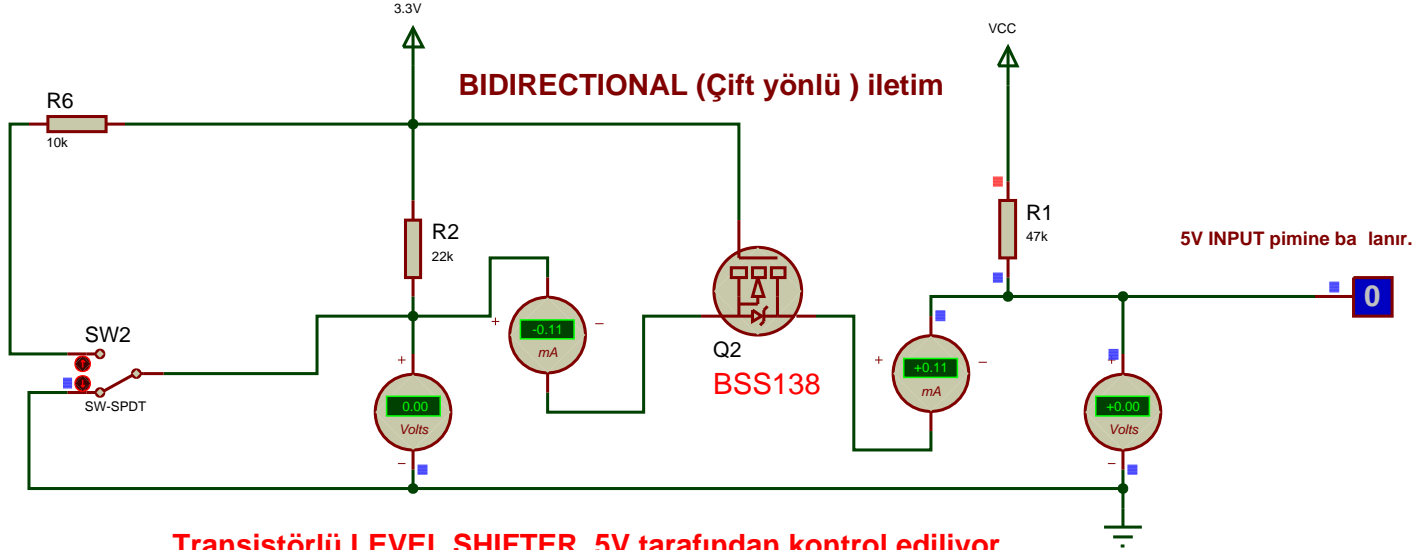 3.3V
VCC
BIDIRECTIONAL (Çift yönlü ) iletim
R6
10k
R2
22k
R1
47k
5V INPUT pimine ba lanır.
0
+
-0.11
mA
–
SW2
SW-SPDT
Q2
BSS138
+
+0.11
mA
–
+
0.00
Volts
–
+
+0.00
Volts
–
Transistörlü LEVEL SHIFTER 5V tarafından kontrol ediliyor